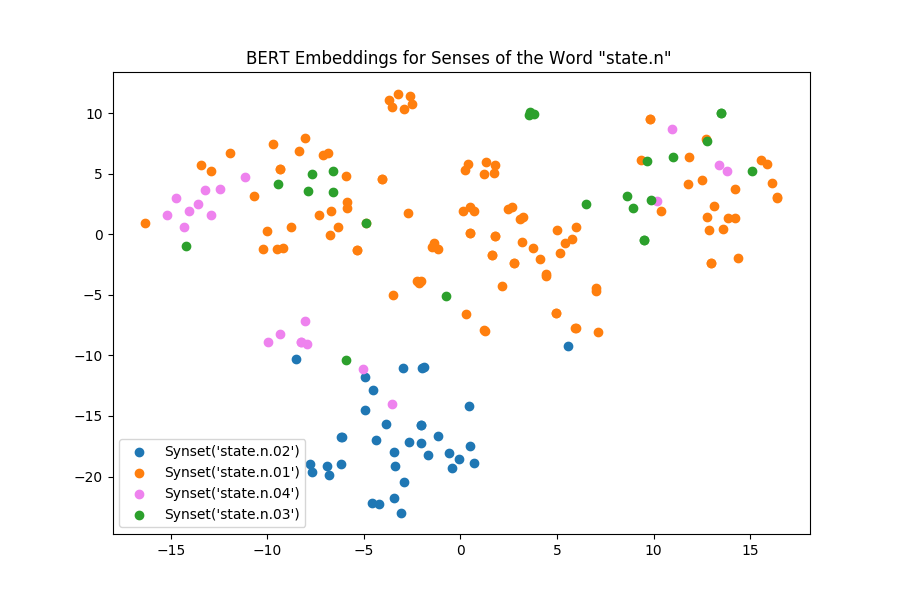 BERT Embeddings for Senses of the Word "state.n"
10
5
0
−5
−10
−15
−20
Synset('state.n.02')
Synset('state.n.01')
Synset('state.n.04')
Synset('state.n.03')
−15 −10 −5 0 5 10 15